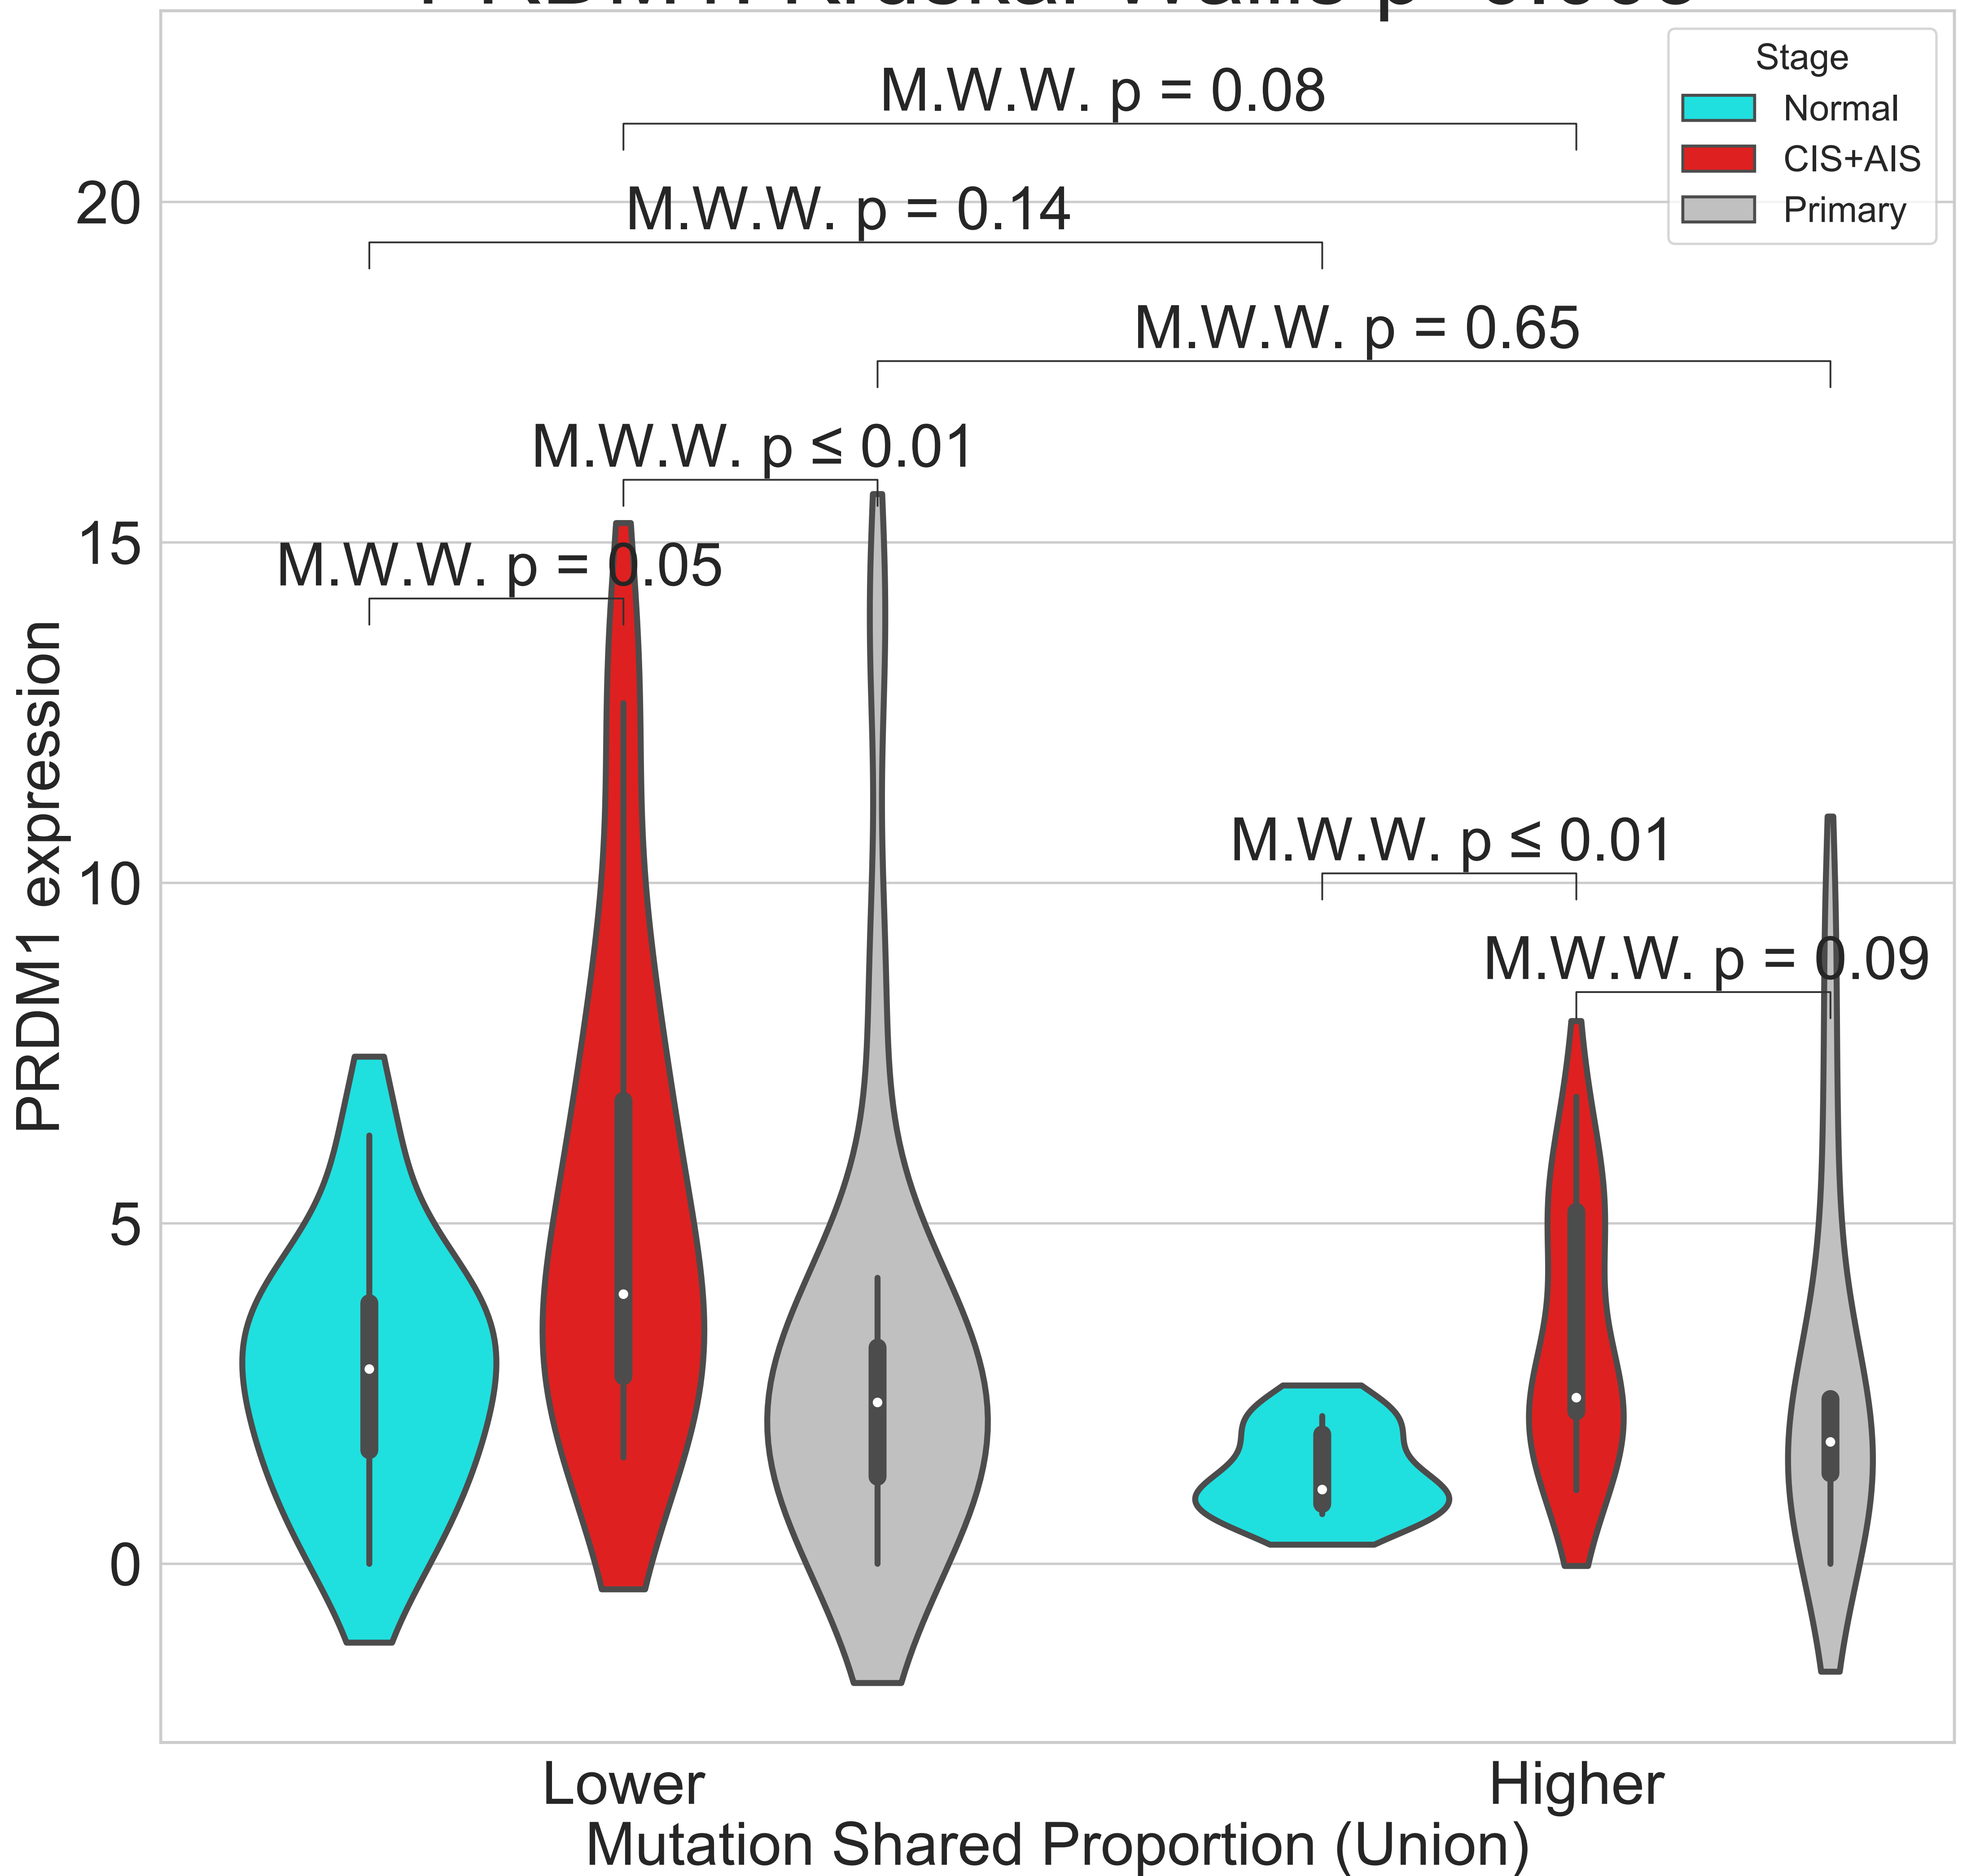 Stage
Normal
CIS+AIS
Primary
M.W.W. p = 0.08
M.W.W. p = 0.14
M.W.W. p = 0.65
M.W.W. p ≤ 0.01
M.W.W. p = 0.05
M.W.W. p ≤ 0.01
M.W.W. p = 0.09
20
15
10
5
0
PRDM1 expression
Lower
Higher
Mutation Shared Proportion (Union)